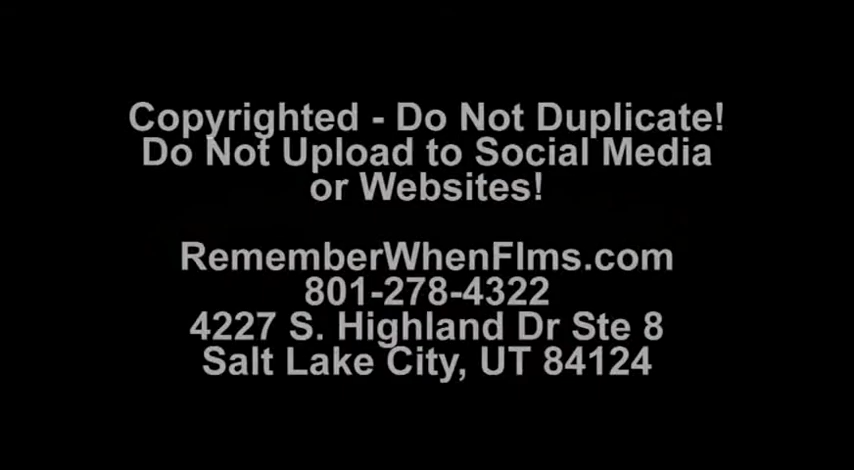 Copyrighted - Do Not Duplicate!
Do Not Upload to Social Media
or Websites!
RememberWhenFlms.com
801-278-4322
4227 S. Highland Dr Ste 8
Salt Lake City, UT 84124